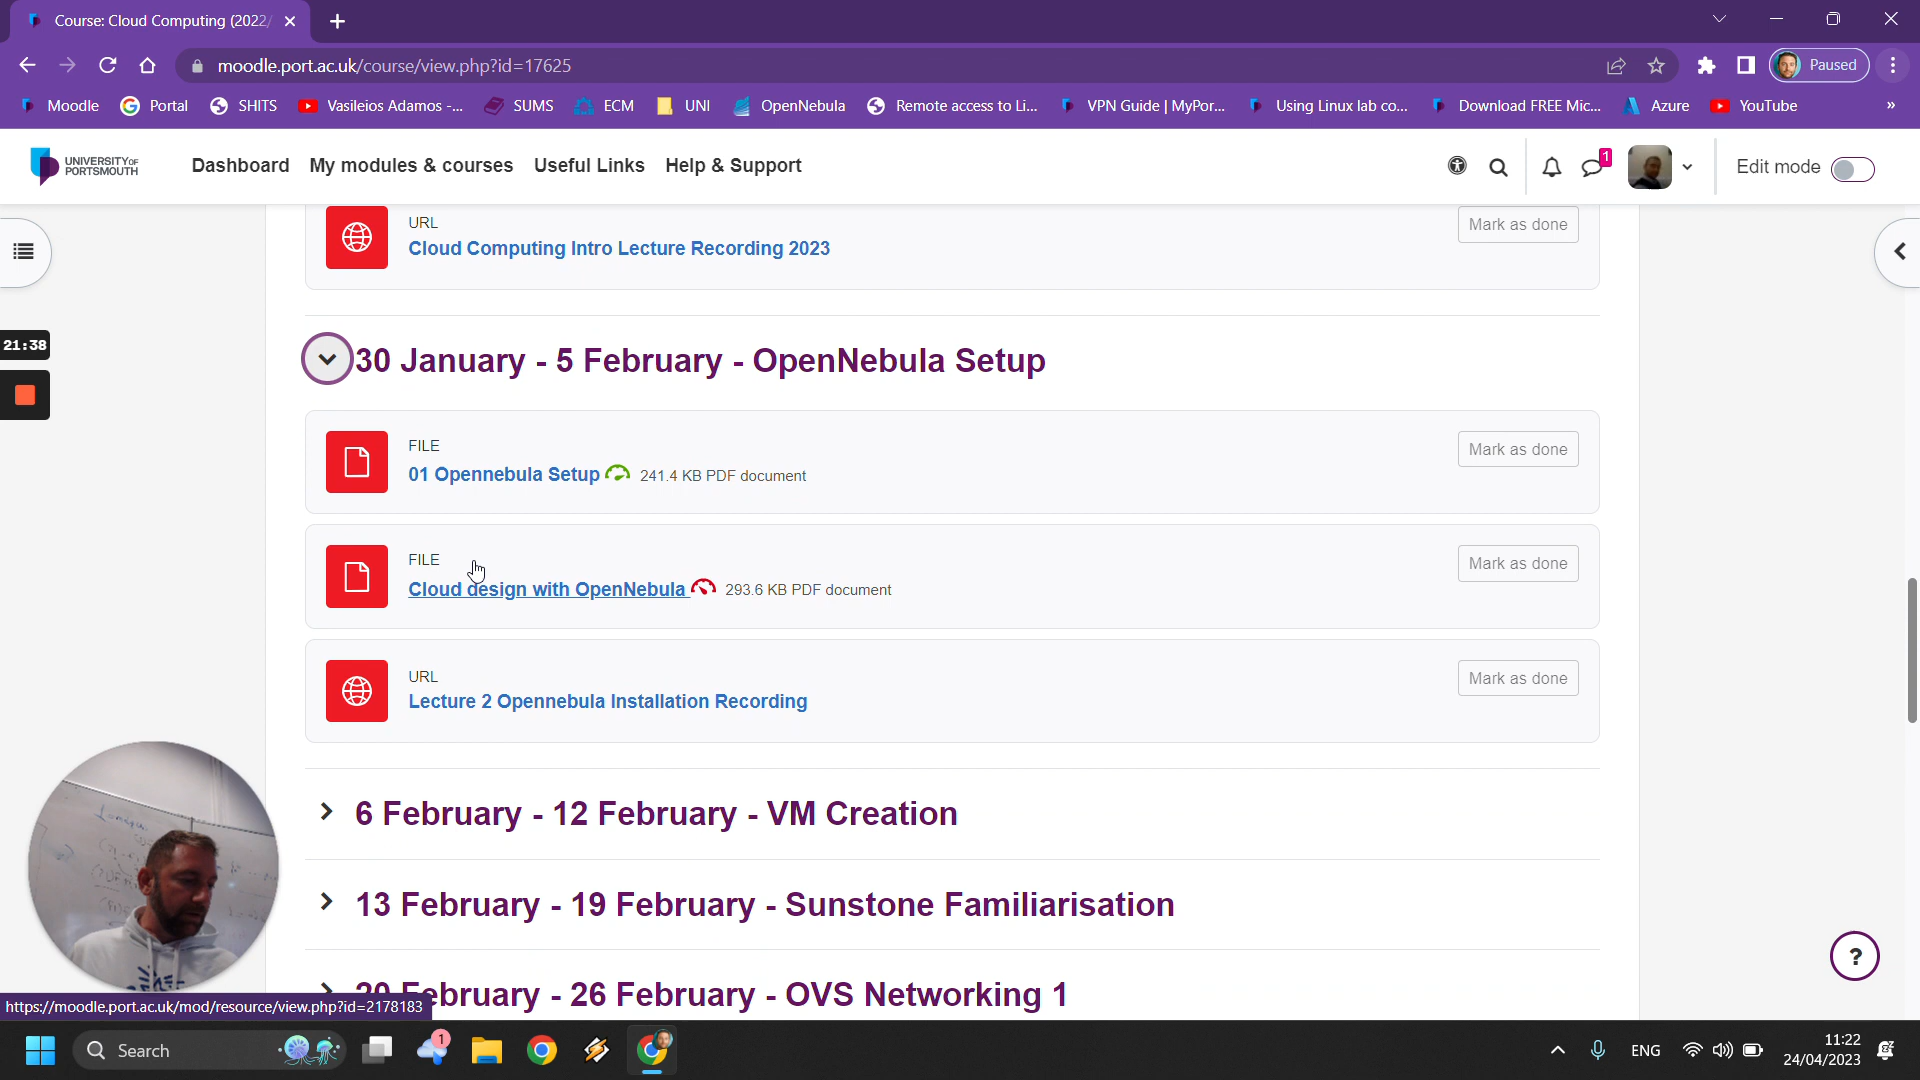 Course: Cloud Computing (2022/
moodle.port.ac.uk/course/view.php?id=17625
Paused
Moodle
Portal
SHITS
Vasileios Adamos -...
SUMS
ECM
UNI
OpenNebula
Remote access to Li...
VPN Guide | MyPor...
Using Linux lab co...
Download FREE Mic...
Azure
YouTube
»
UNIVERSITY OF
PORTSMOUTH
Dashboard
My modules & courses
Useful Links
Help & Support
1
Edit mode
URL
Cloud Computing Intro Lecture Recording 2023
Mark as done
21:38
30 January - 5 February - OpenNebula Setup
FILE
01 Opennebula Setup 241.4 KB PDF document
Mark as done
FILE
Cloud design with OpenNebula 293.6 KB PDF document
Mark as done
URL
Lecture 2 Opennebula Installation Recording
Mark as done
6 February - 12 February - VM Creation
13 February - 19 February - Sunstone Familiarisation
20 February - 26 February - OVS Networking 1
?
https://moodle.port.ac.uk/mod/resource/view.php?id=2178183
Search
1
ENG
11:22
24/04/2023